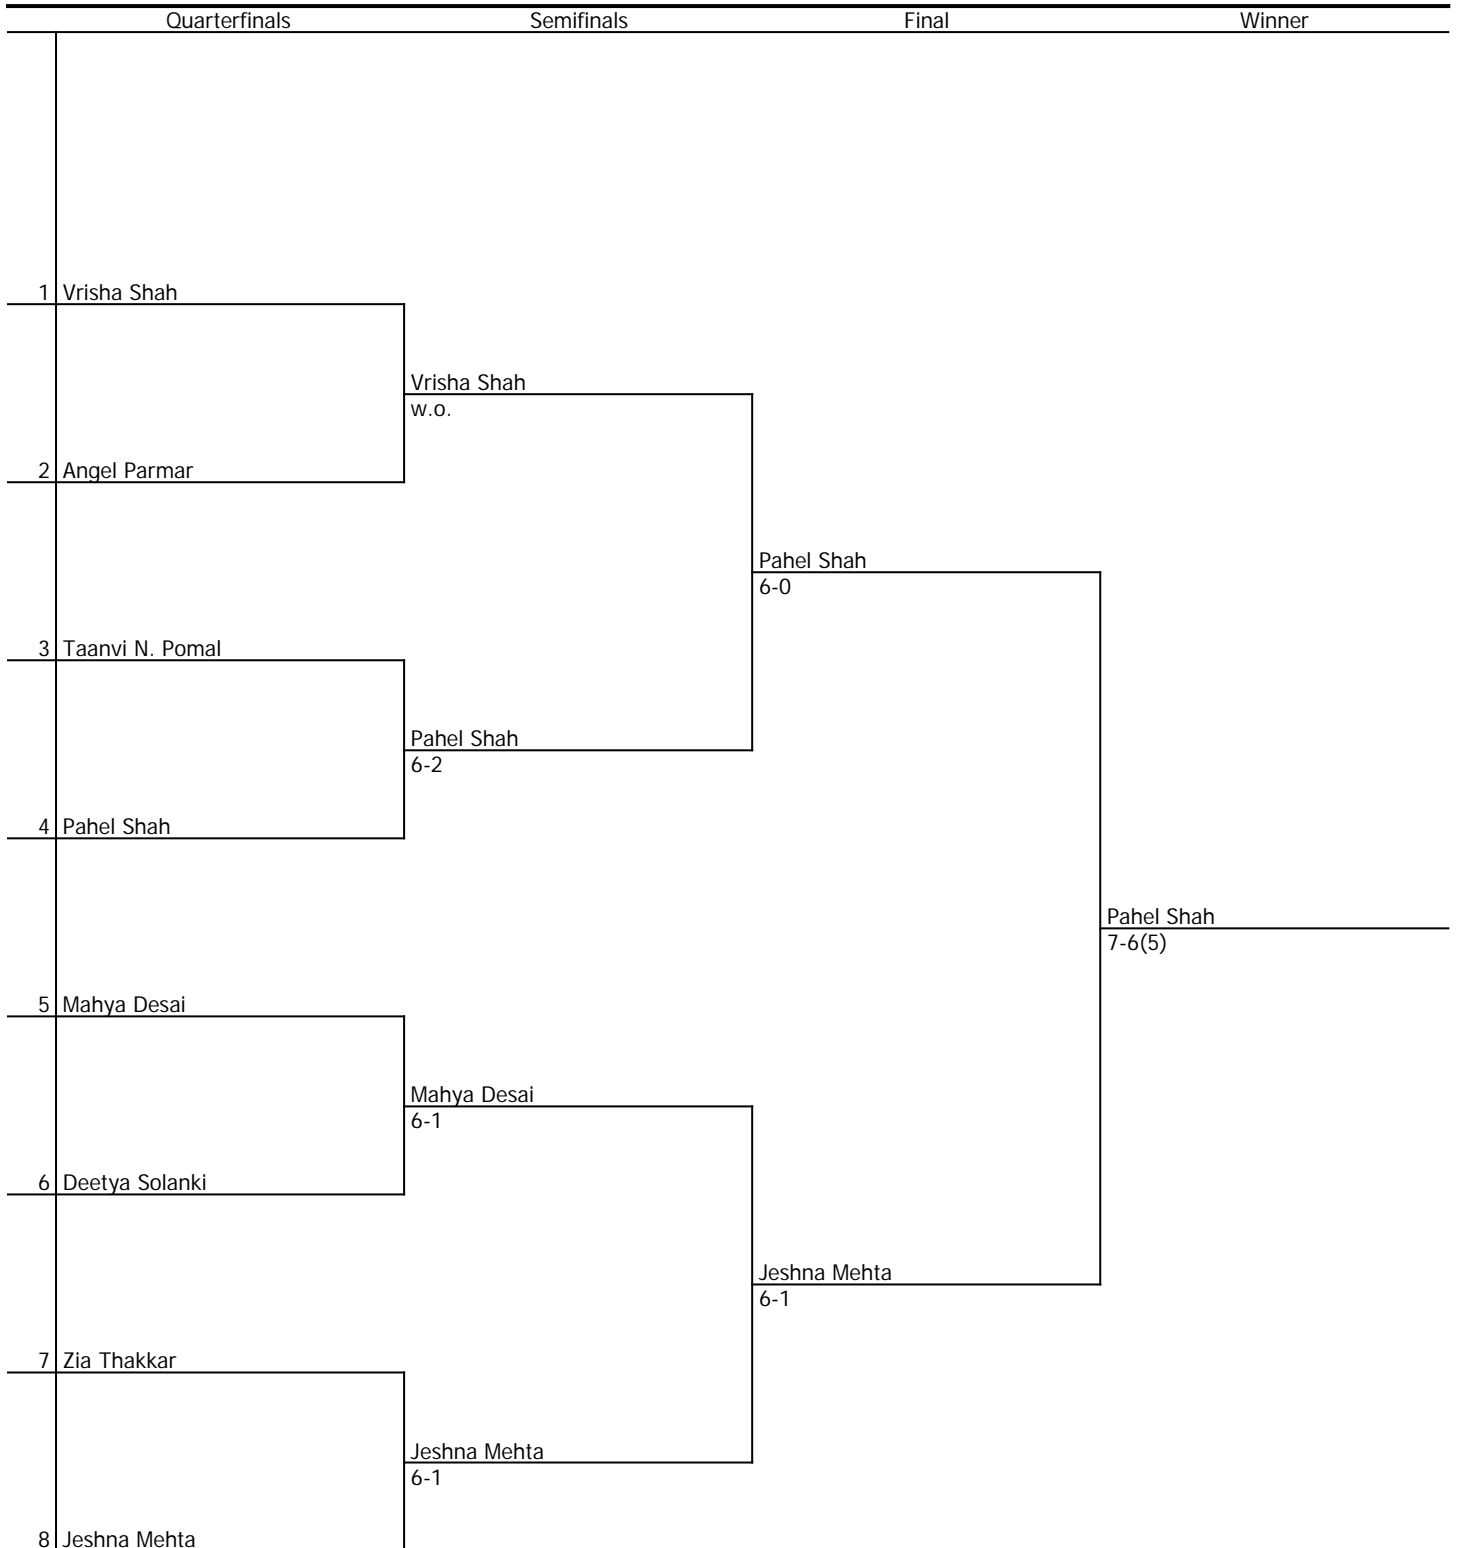 Quarterfinals Semifinals Final Winner
1 Vrisha Shah
Vrisha Shah
w.o.
2 Angel Parmar
Pahel Shah
6-0
3 Taanvi N. Pomal
Pahel Shah
6-2
4 Pahel Shah
Pahel Shah
7-6(5)
5 Mahya Desai
Mahya Desai
6-1
6 Deetya Solanki
Jeshna Mehta
6-1
7 Zia Thakkar
Jeshna Mehta
6-1
8 Jeshna Mehta